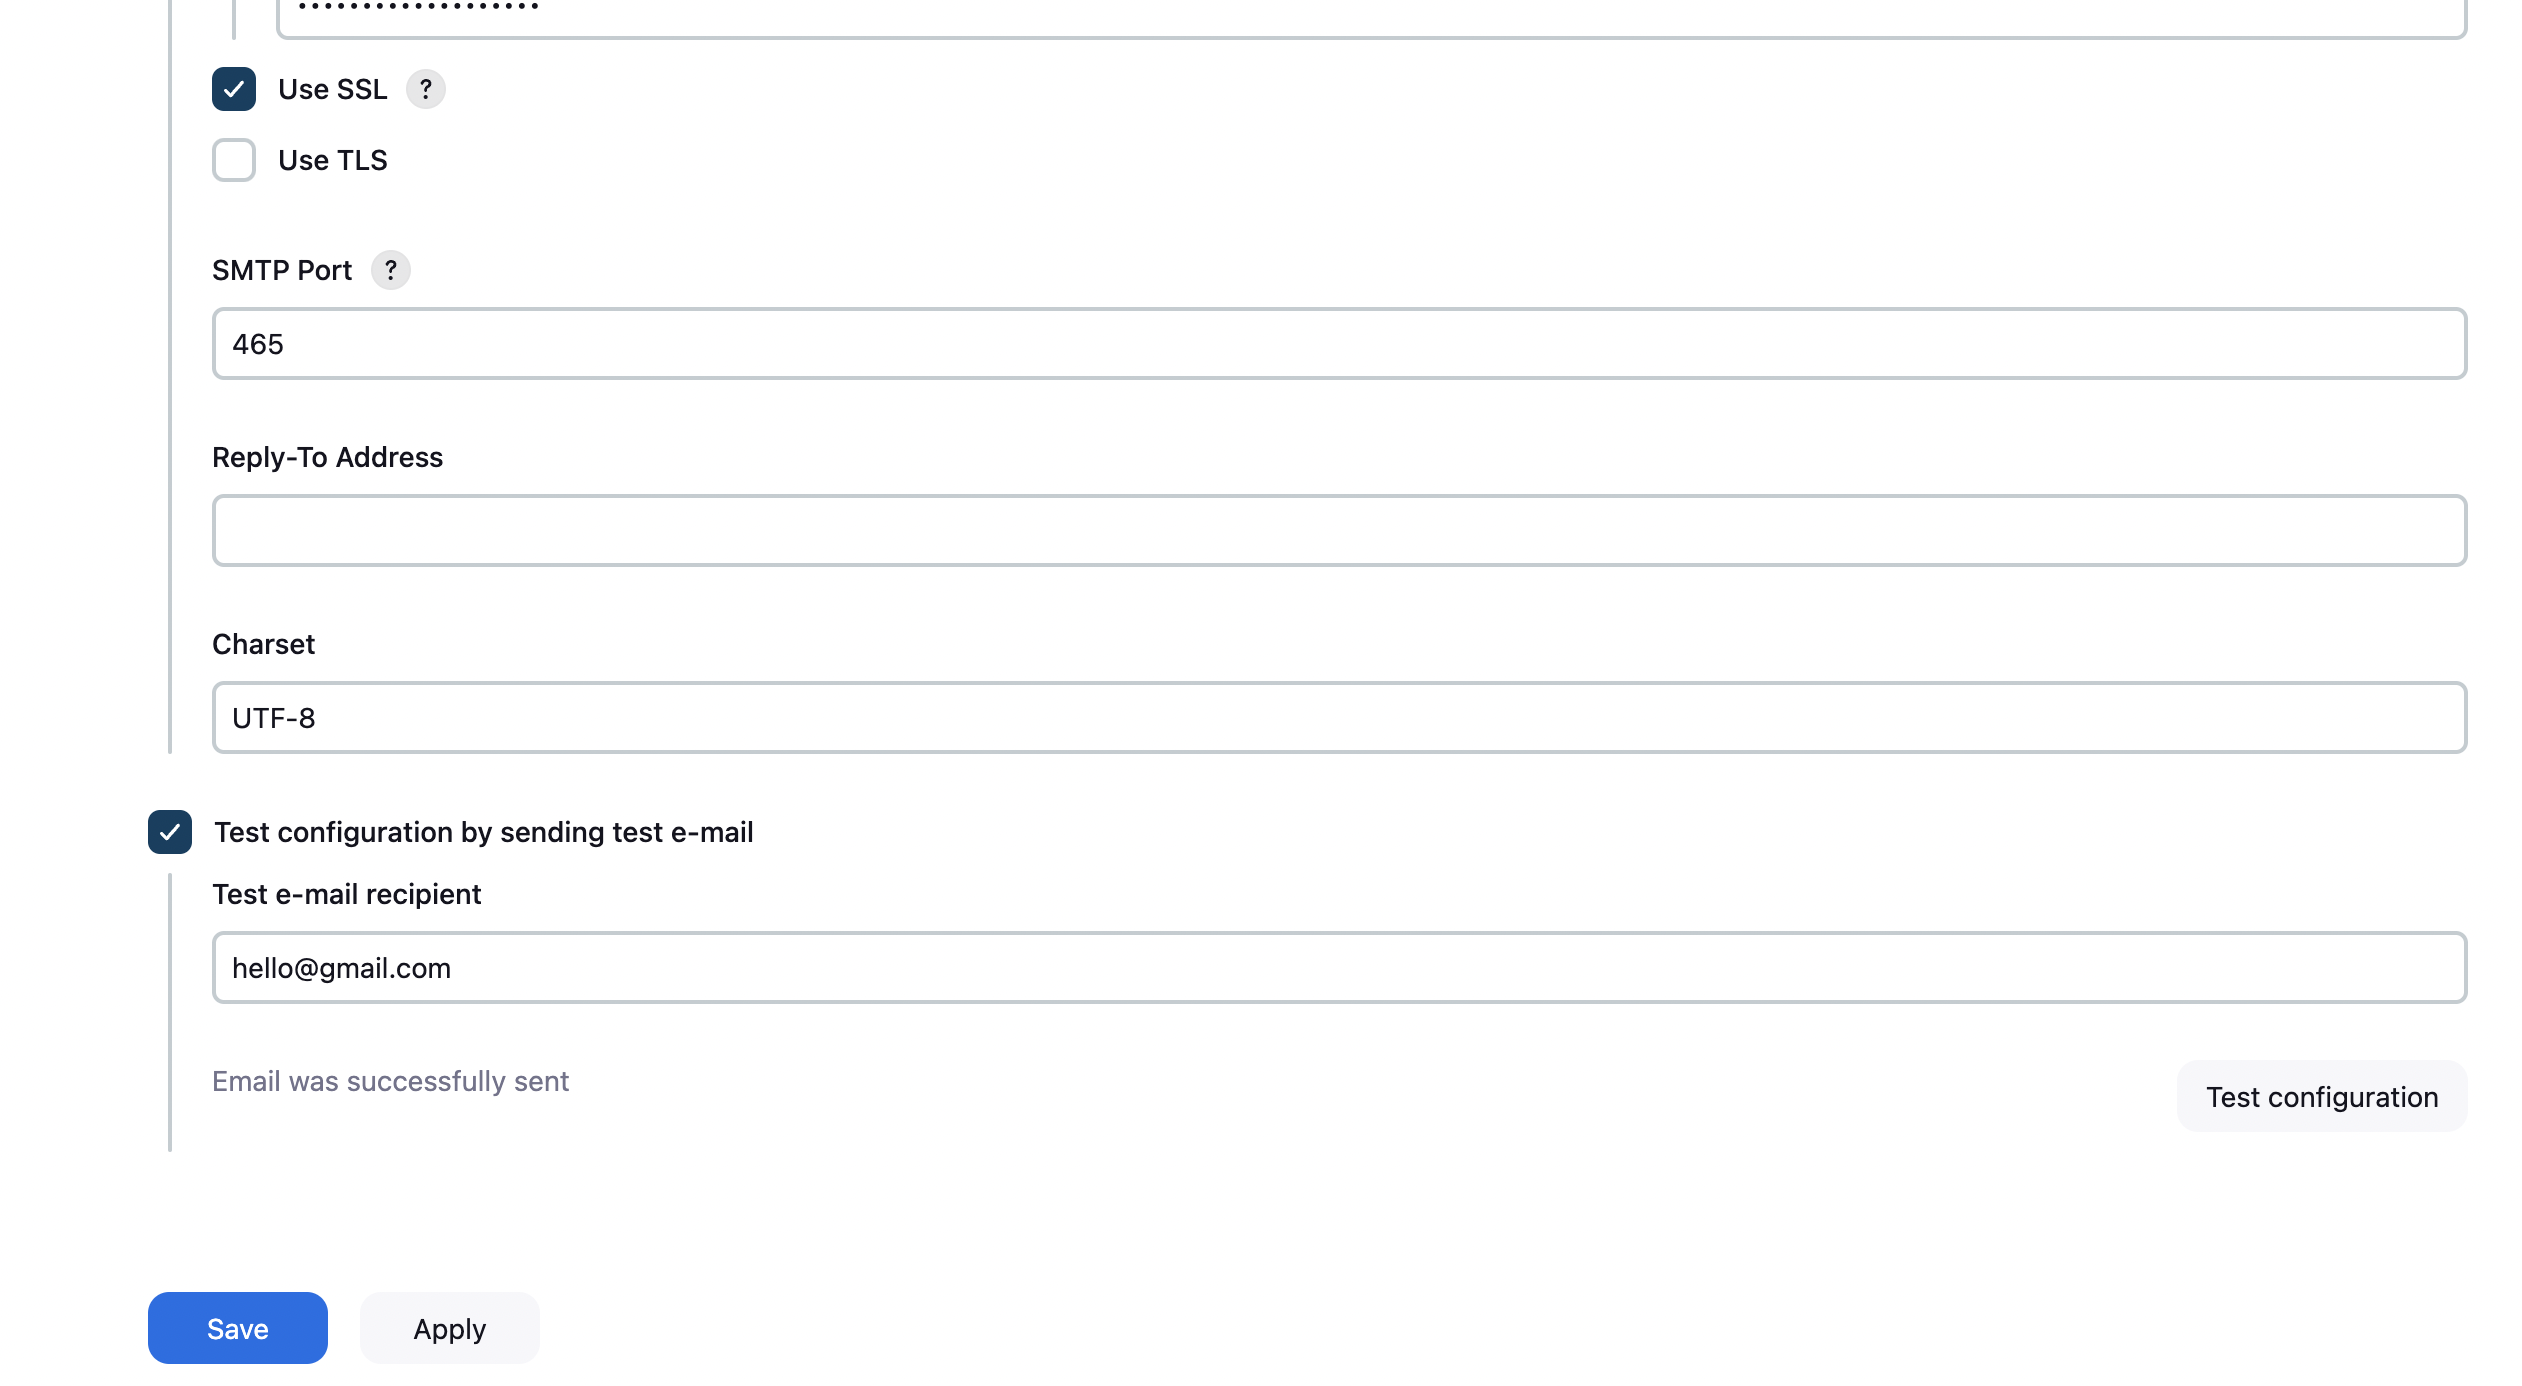 Use SSL ?
Use TLS
SMTP Port ?
465
Reply-To Address
Charset
UTF-8
Test configuration by sending test e-mail
Test e-mail recipient
hello@gmail.com
Email was successfully sent
Test configuration
Save
Apply